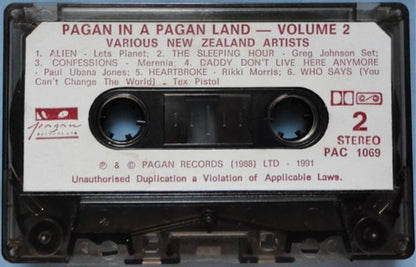 PAGAN IN A PAGAN LAND — VOLUME 2
VARIOUS NEW ZEALAND ARTISTS
1. ALIEN - Lets Planet; 2. THE SLEEPING HOUR - Greg Johnson Set;
3. CONFESSIONS - Merenia; 4. DADDY DON'T LIVE HERE ANYMORE
- Paul Ubana Jones; 5. HEARTBROKE - Rikki Morris; 6. WHO SAYS (You
Can't Change The World) - Tex Pistol
pagan
RECORDS LTD
2
STEREO
PAC 1069
℗ & © PAGAN RECORDS (1988) LTD - 1991
Unauthorised Duplication a Violation of Applicable Laws.